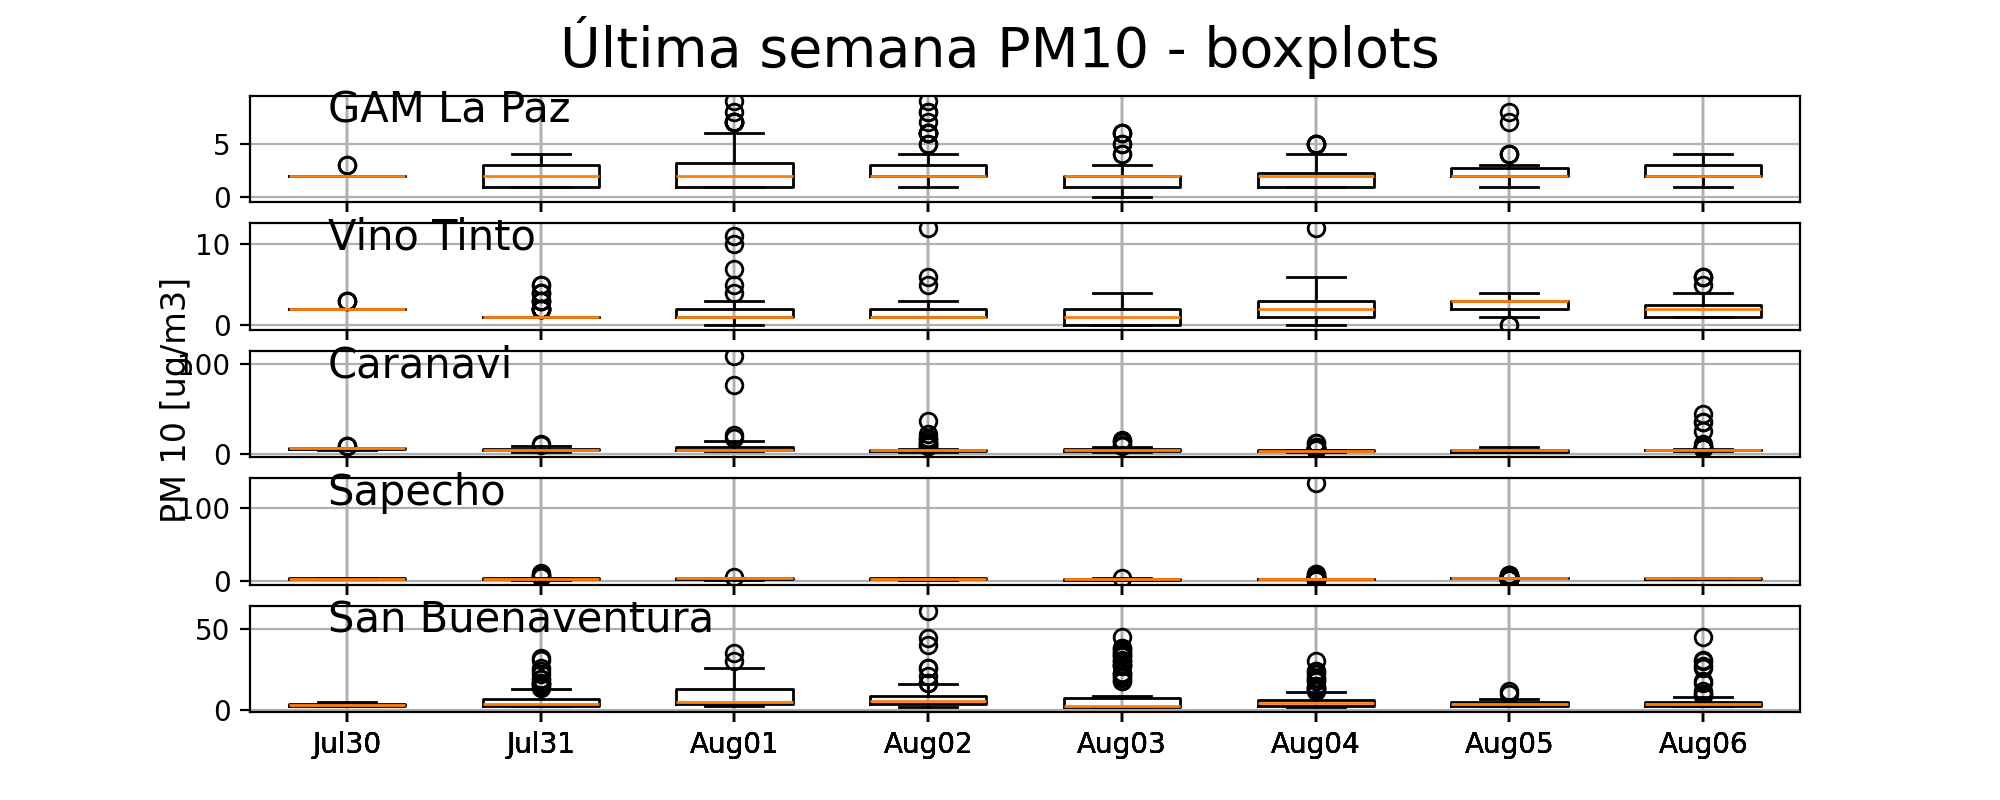 Última semana PM10 - boxplots
GAM La Paz
5
0
Vino Tinto
10
0
PM 10 [ug/m3]
Caranavi
100
0
Sapecho
100
0
San Buenaventura
50
0
Jul30 Jul31 Aug01 Aug02 Aug03 Aug04 Aug05 Aug06